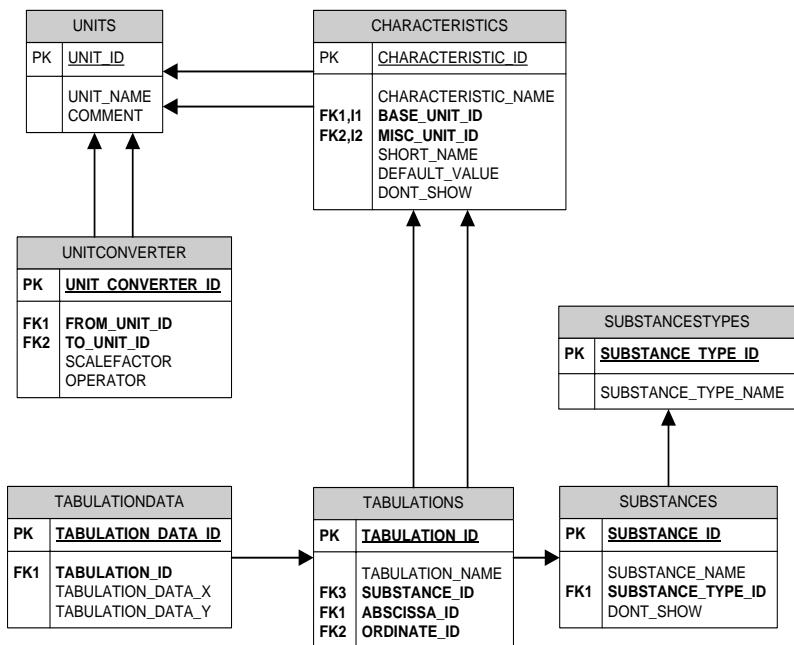 UNITS
PK UNIT_ID
UNIT_NAME
COMMENT
CHARACTERISTICS
PK CHARACTERISTIC_ID
CHARACTERISTIC_NAME
FK1,I1 BASE_UNIT_ID
FK2,I2 MISC_UNIT_ID
SHORT_NAME
DEFAULT_VALUE
DONT_SHOW
UNITCONVERTER
PK UNIT_CONVERTER_ID
FK1 FROM_UNIT_ID
FK2 TO_UNIT_ID
SCALEFACTOR
OPERATOR
SUBSTANCESTYPES
PK SUBSTANCE_TYPE_ID
SUBSTANCE_TYPE_NAME
TABULATIONDATA
PK TABULATION_DATA_ID
FK1 TABULATION_ID
TABULATION_DATA_X
TABULATION_DATA_Y
TABULATIONS
PK TABULATION_ID
TABULATION_NAME
FK3 SUBSTANCE_ID
FK1 ABSCISSA_ID
FK2 ORDINATE_ID
SUBSTANCES
PK SUBSTANCE_ID
SUBSTANCE_NAME
FK1 SUBSTANCE_TYPE_ID
DONT_SHOW